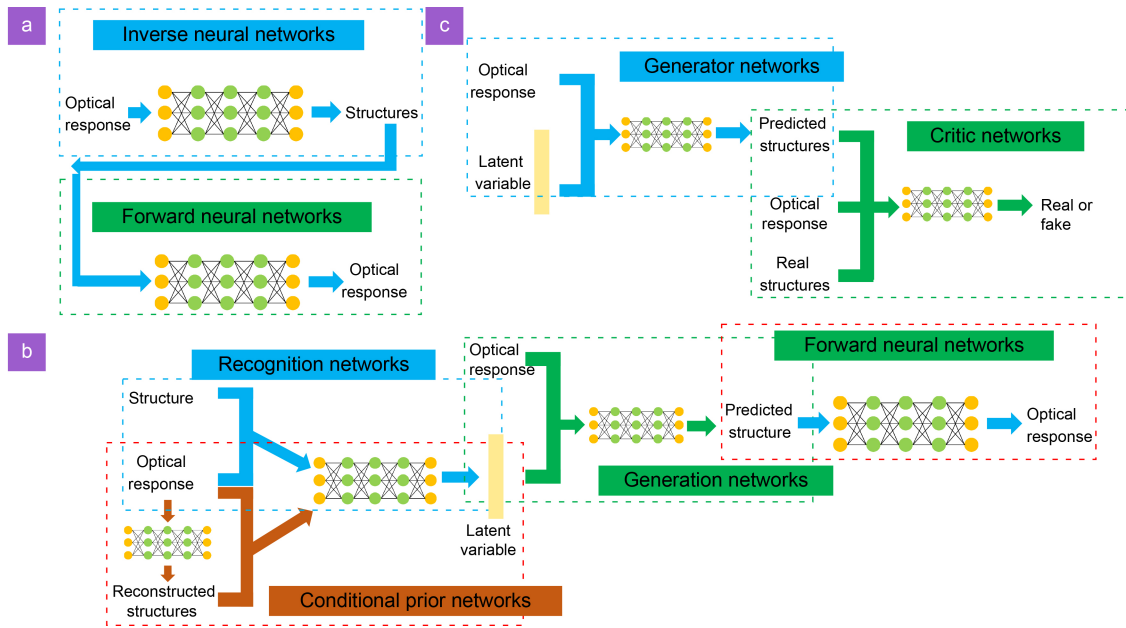 a
Inverse neural networks
Optical
response
Structures
Forward neural networks
Optical
response
c
Generator networks
Optical
response
Latent
variable
Predicted
structures
Critic networks
Optical
response
Real
structures
Real or
fake
b
Recognition networks
Structure
Optical
response
Reconstructed
structures
Conditional prior networks
Latent
variable
Optical
response
Generation networks
Predicted
structure
Forward neural networks
Optical
response